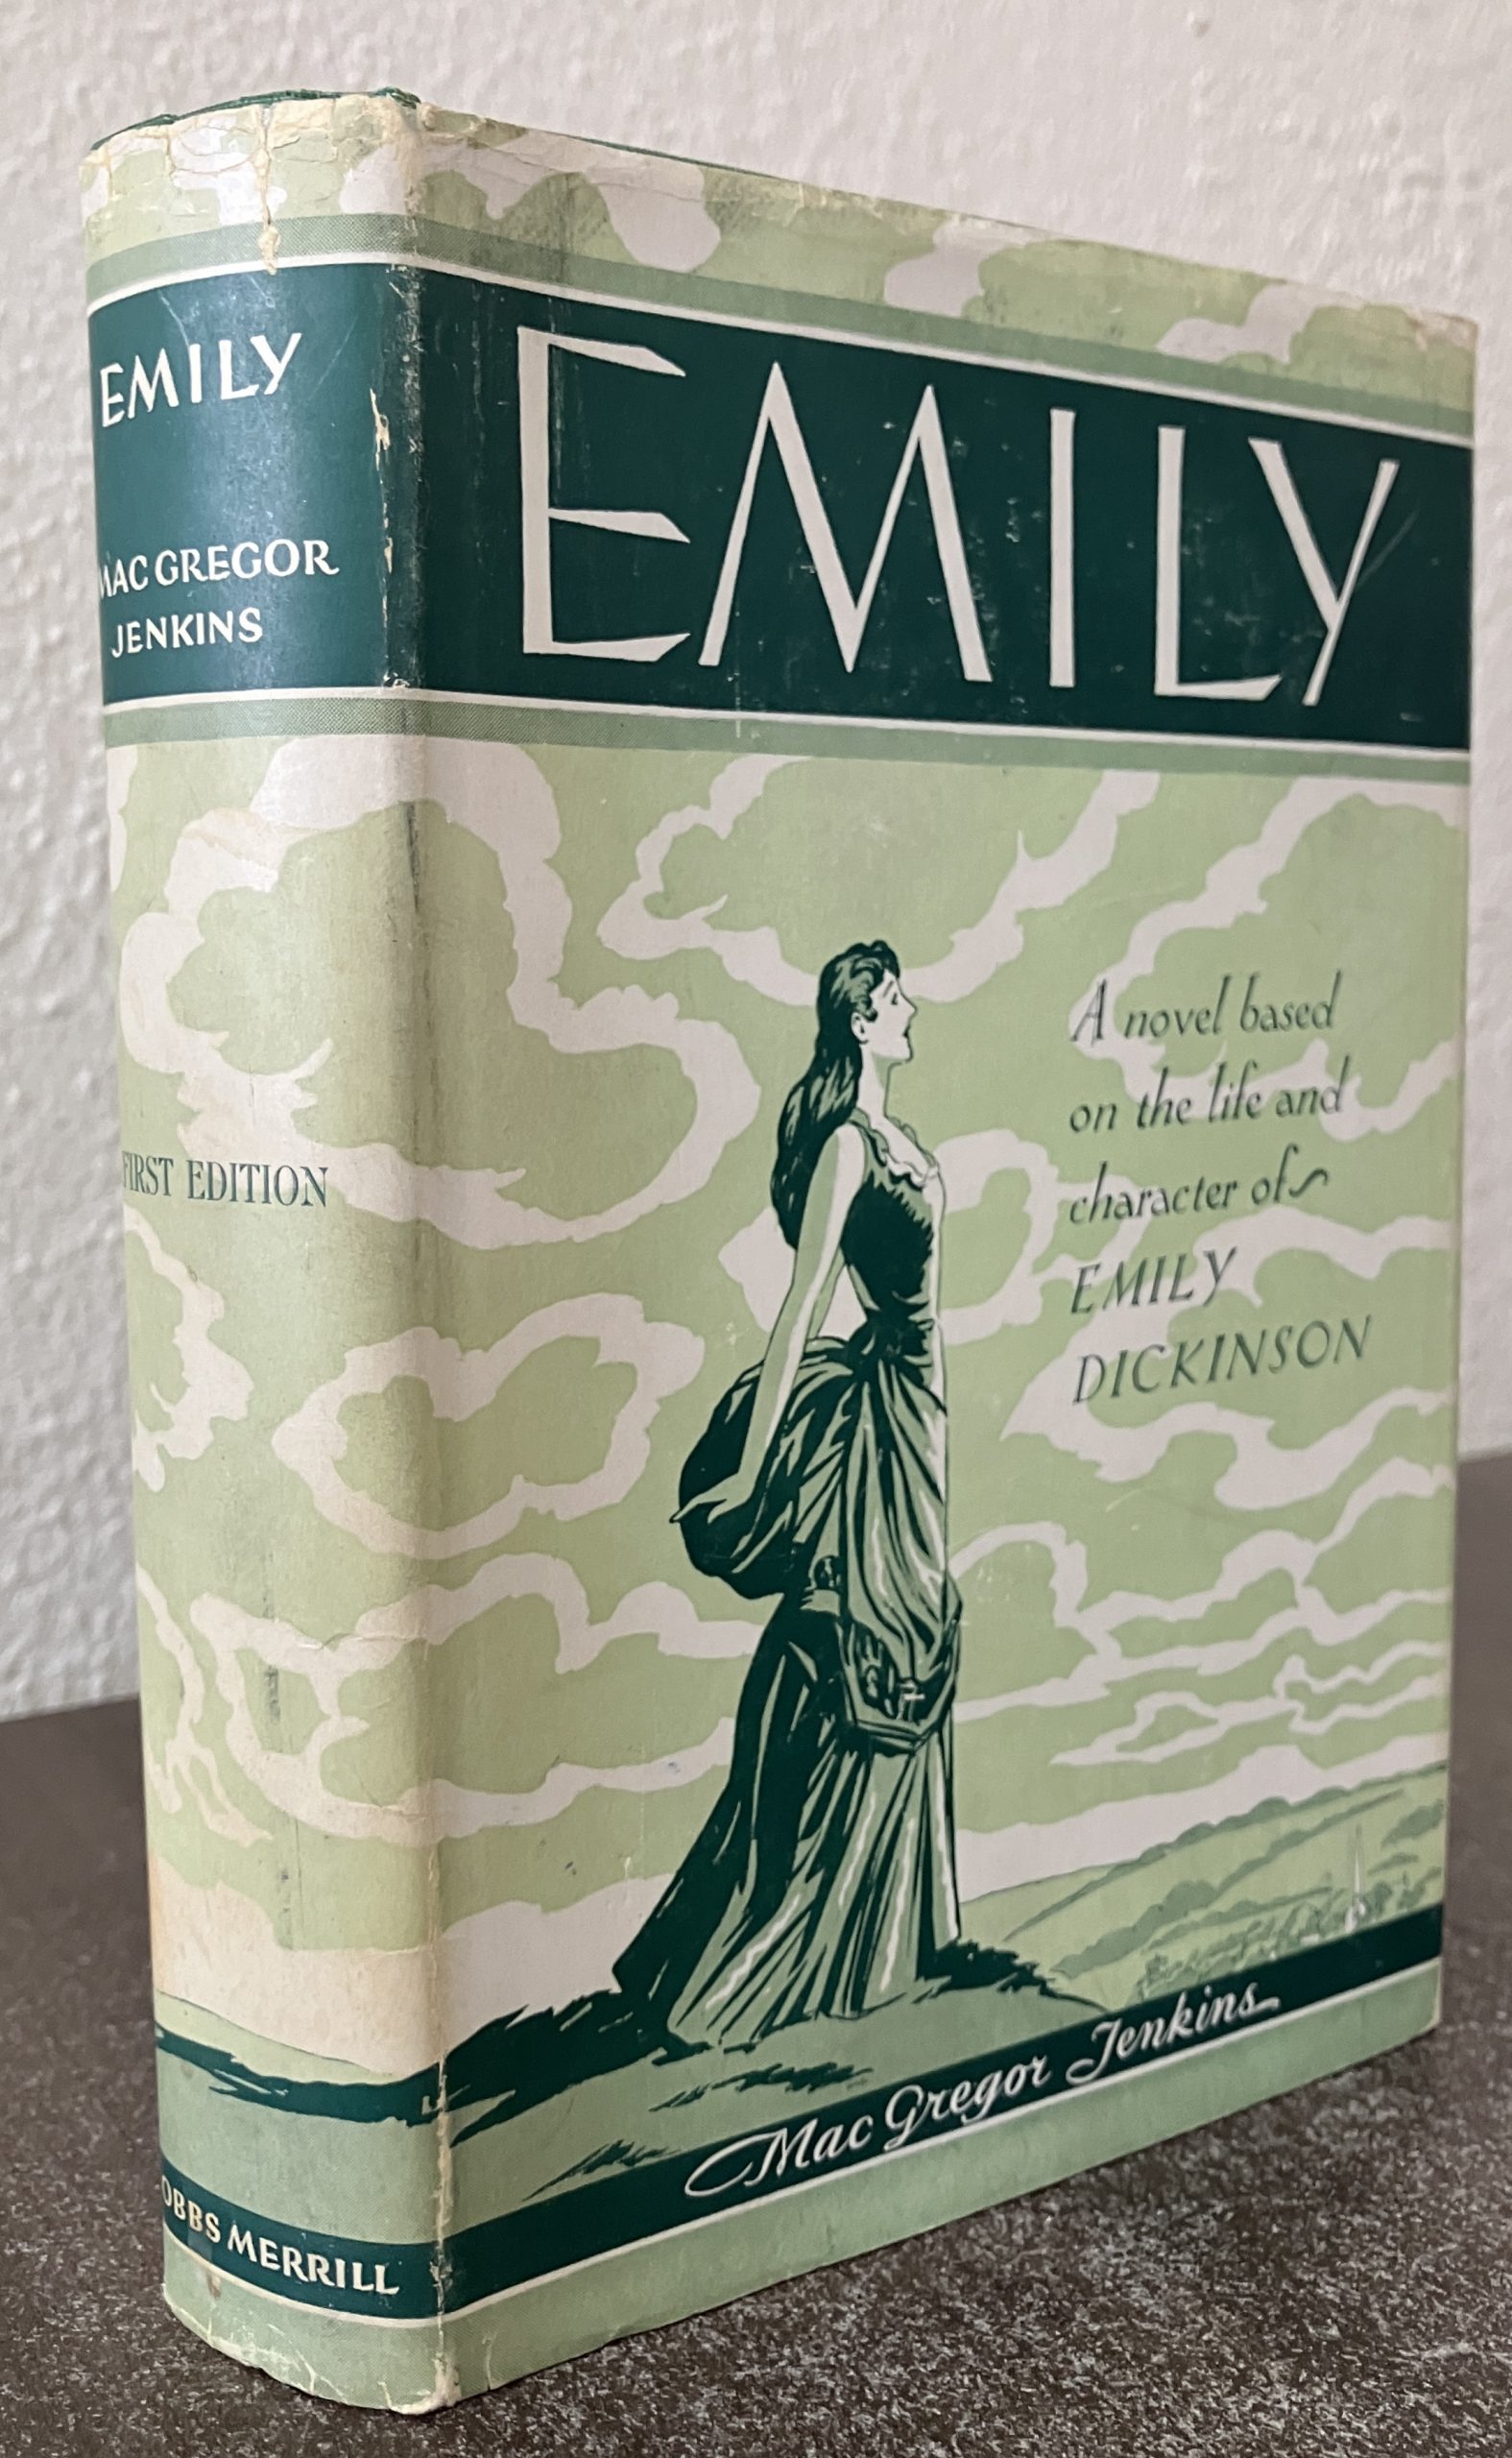 EMILY
MAC GREGOR
JENKINS
FIRST EDITION
OBBS MERRILL
EMILY
A novel based
on the life and
character of
EMILY
DICKINSON
Mac Gregor Jenkins